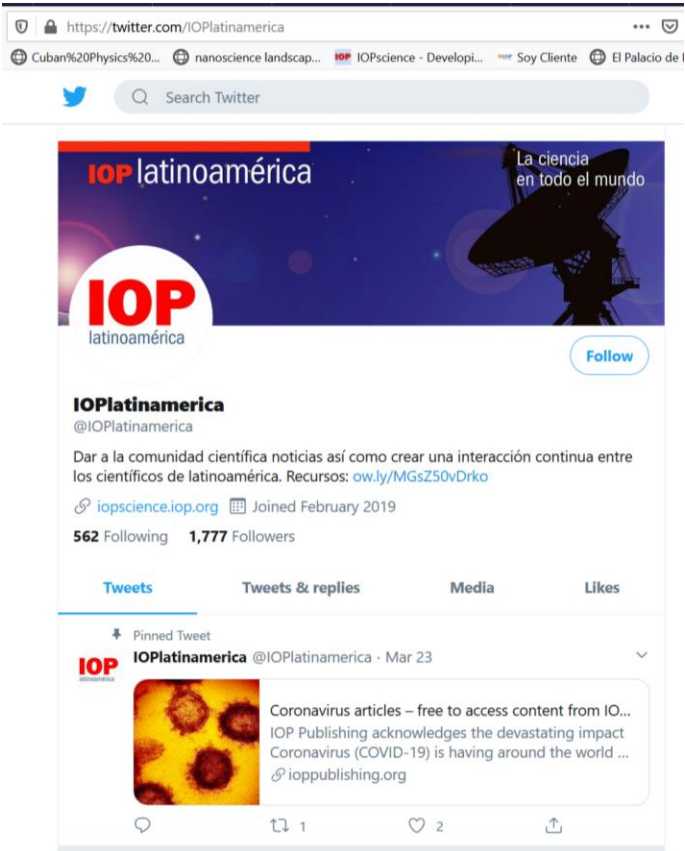 https://twitter.com/IOPlatinamerica
Cuban%20Physics%20... nanoscience landscap... IOP IOPscience - Developi... Soy Cliente El Palacio de
Search Twitter
IOP latinoamérica
La ciencia
en todo el mundo
IOP
latinoamérica
Follow
IOPlatinamerica
@IOPlatinamerica
Dar a la comunidad científica noticias así como crear una interacción continua entre
los científicos de latinoamérica. Recursos: ow.ly/MGsZ50vDrko
iopscience.iop.org Joined February 2019
562 Following 1,777 Followers
Tweets Tweets & replies Media Likes
Pinned Tweet
IOPlatinamerica @IOPlatinamerica · Mar 23
IOP
latinoamérica
Coronavirus articles – free to access content from IO...
IOP Publishing acknowledges the devastating impact
Coronavirus (COVID-19) is having around the world ...
ioppublishing.org
1 2